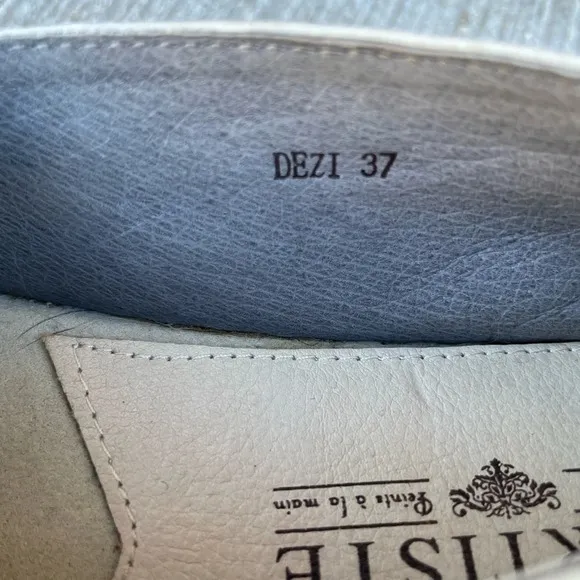 DEZI 37
Peints à la main